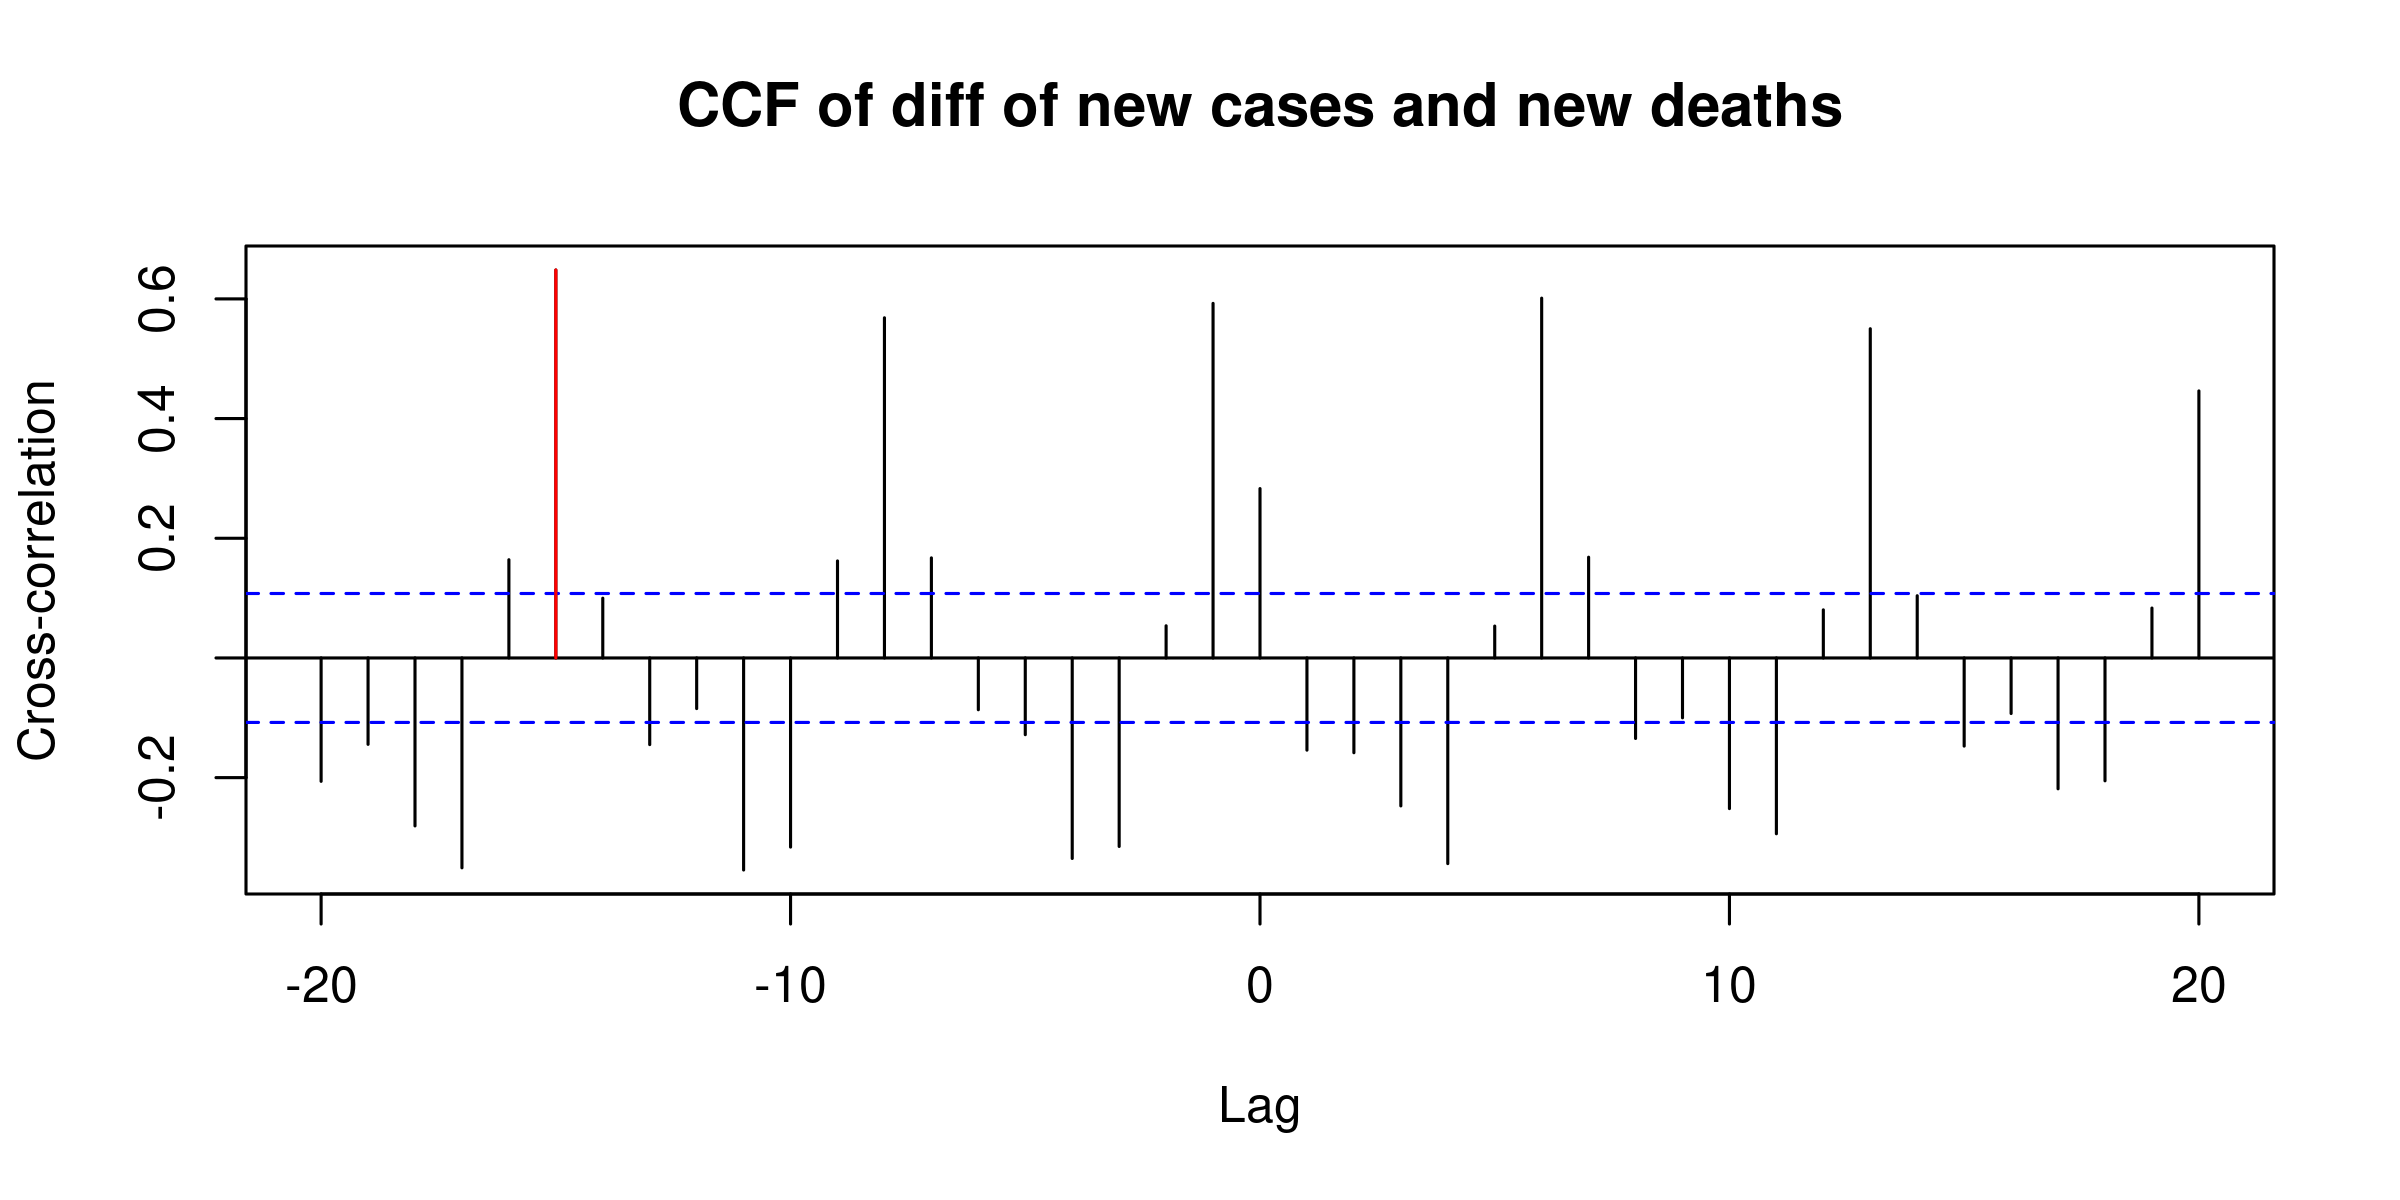 CCF of diff of new cases and new deaths
Cross-correlation
0.6
0.4
0.2
-0.2
-20 -10 0 10 20
Lag